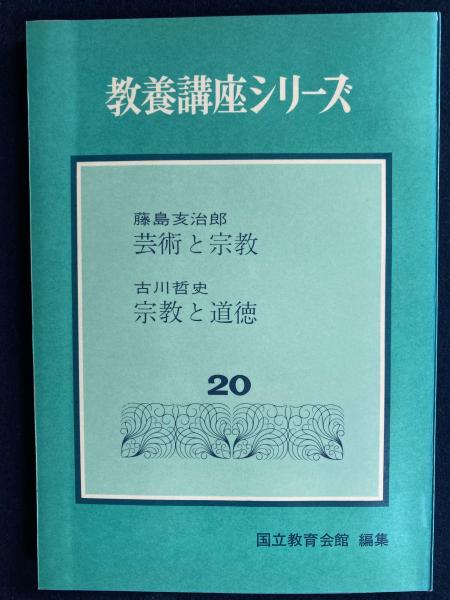 教養講座シリーズ
藤島亥治郎
芸術と宗教
古川哲史
宗教と道徳
20
国立教育会館 編集